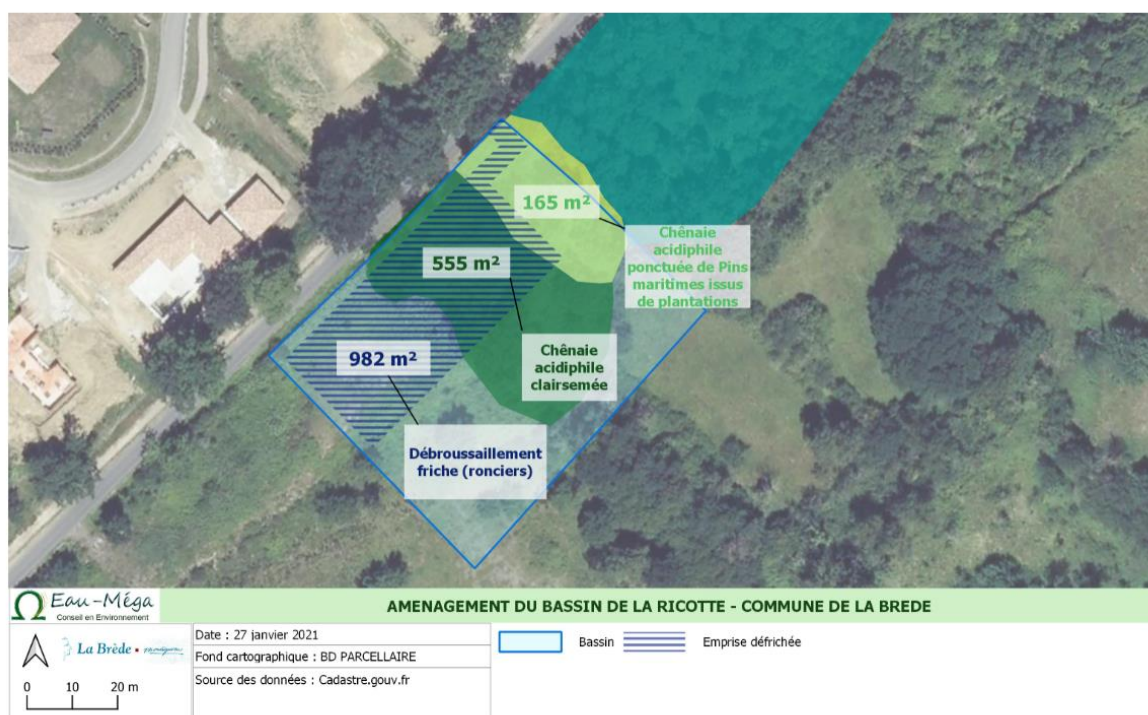 165 m²
Chênaie
acidiphile
ponctuée de Pins
maritimes issus
de plantations
555 m²
Chênaie
acidiphile
clairsemée
982 m²
Débroussaillement
friche (ronciers)
Eau-Méga
Conseil en Environnement
AMENAGEMENT DU BASSIN DE LA RICOTTE - COMMUNE DE LA BREDE
La Brède
Date : 27 janvier 2021
Fond cartographique : BD PARCELLAIRE
Source des données : Cadastre.gouv.fr
Bassin
Emprise défrichée
0 10 20 m